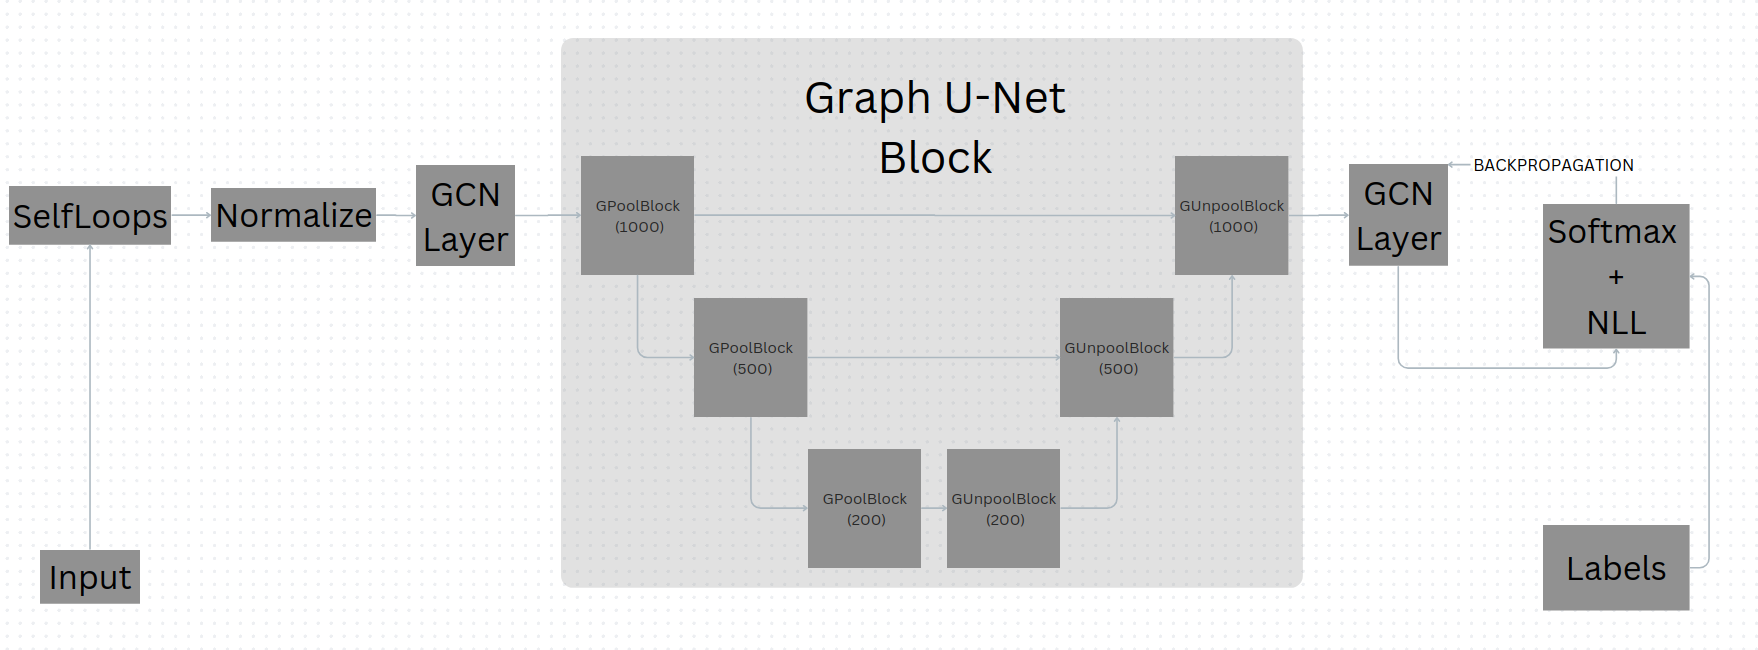 Graph U-Net
Block
SelfLoops
Normalize
GCN
Layer
GPoolBlock
(1000)
GUnpoolBlock
(1000)
GCN
Layer
BACKPROPAGATION
Softmax
+
NLL
GPoolBlock
(500)
GUnpoolBlock
(500)
GPoolBlock
(200)
GUnpoolBlock
(200)
Input
Labels